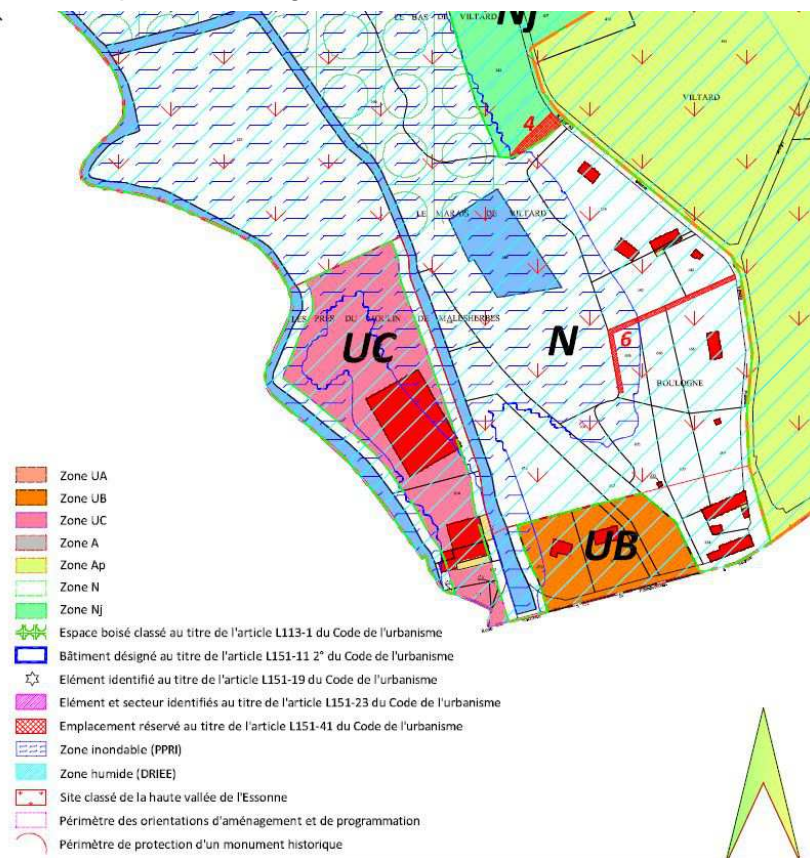 LE BAS DE VILTARD
Nj
VILTARD
4
LE MARAIS DE VILTARD
LES PRES DU MOULIN DE MALESHERBES
UC
N
6
BOULOGNE
UB
Zone UA
Zone UB
Zone UC
Zone A
Zone Ap
Zone N
Zone Nj
Espace boisé classé au titre de l'article L113-1 du Code de l'urbanisme
Bâtiment désigné au titre de l'article L151-11 2° du Code de l'urbanisme
Elément identifié au titre de l'article L151-19 du Code de l'urbanisme
Elément et secteur identifiés au titre de l'article L151-23 du Code de l'urbanisme
Emplacement réservé au titre de l'article L151-41 du Code de l'urbanisme
Zone inondable (PPRI)
Zone humide (DRIEE)
Site classé de la haute vallée de l'Essonne
Périmètre des orientations d'aménagement et de programmation
Périmètre de protection d'un monument historique